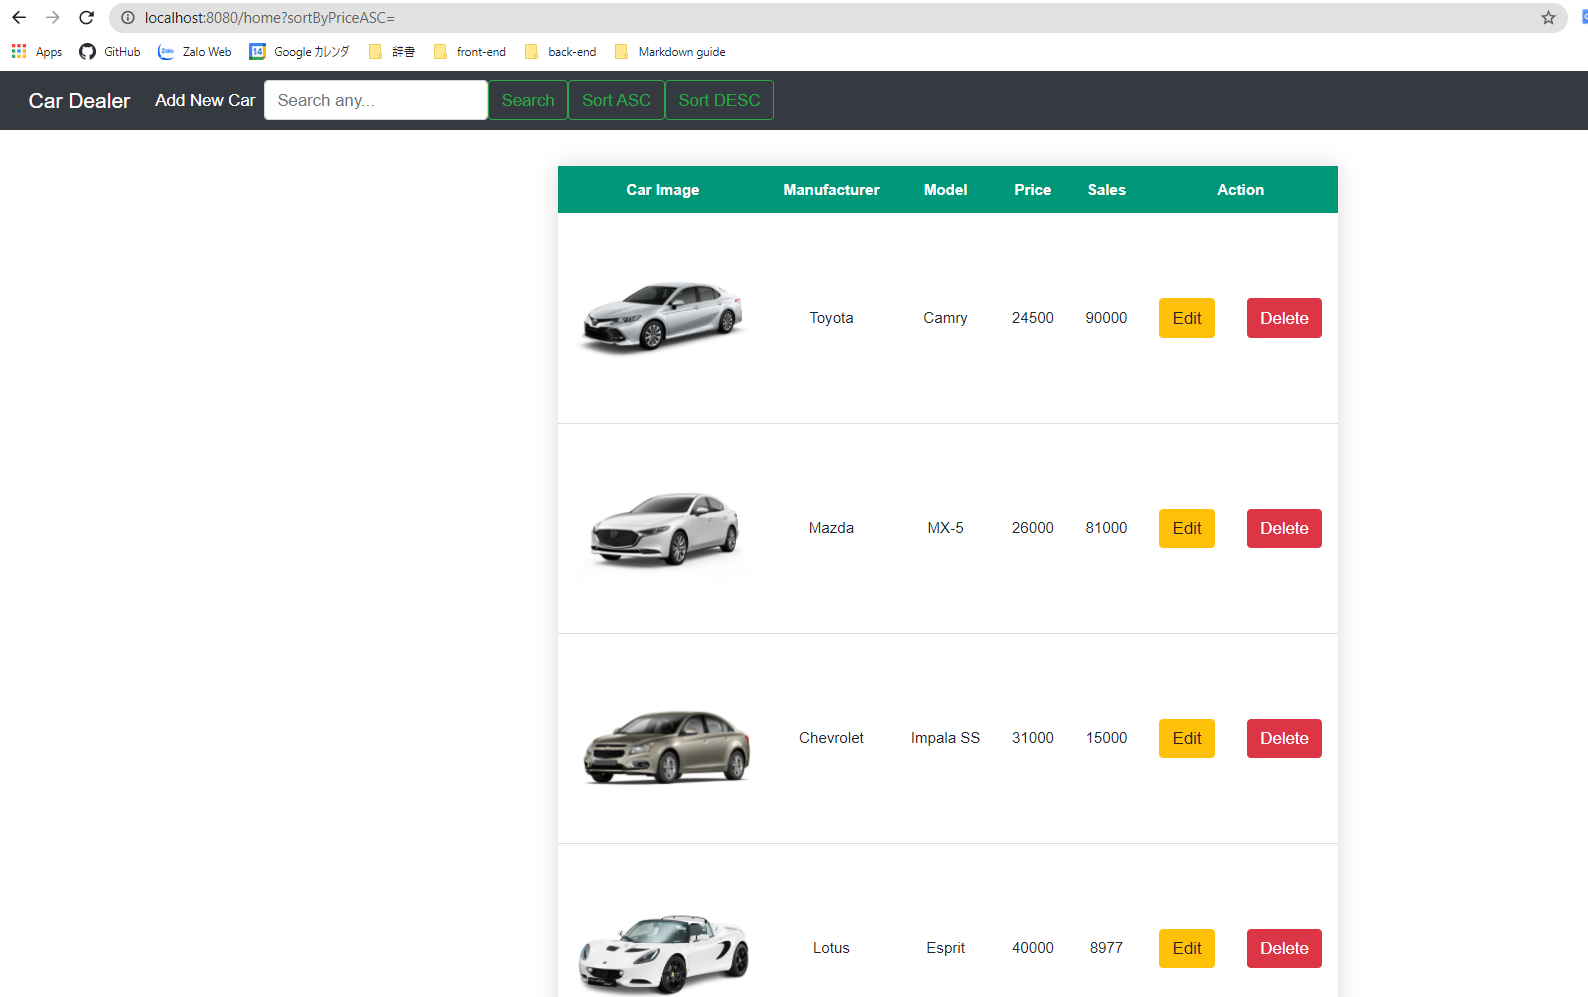 localhost:8080/home?sortByPriceASC=
Apps GitHub Zalo Zalo Web 14 Google カレンダ 辞書 front-end back-end Markdown guide
Car Dealer Add New Car Search any... Search Sort ASC Sort DESC
Car Image Manufacturer Model Price Sales Action
Toyota Camry 24500 90000 Edit Delete
Mazda MX-5 26000 81000 Edit Delete
Chevrolet Impala SS 31000 15000 Edit Delete
Lotus Esprit 40000 8977 Edit Delete